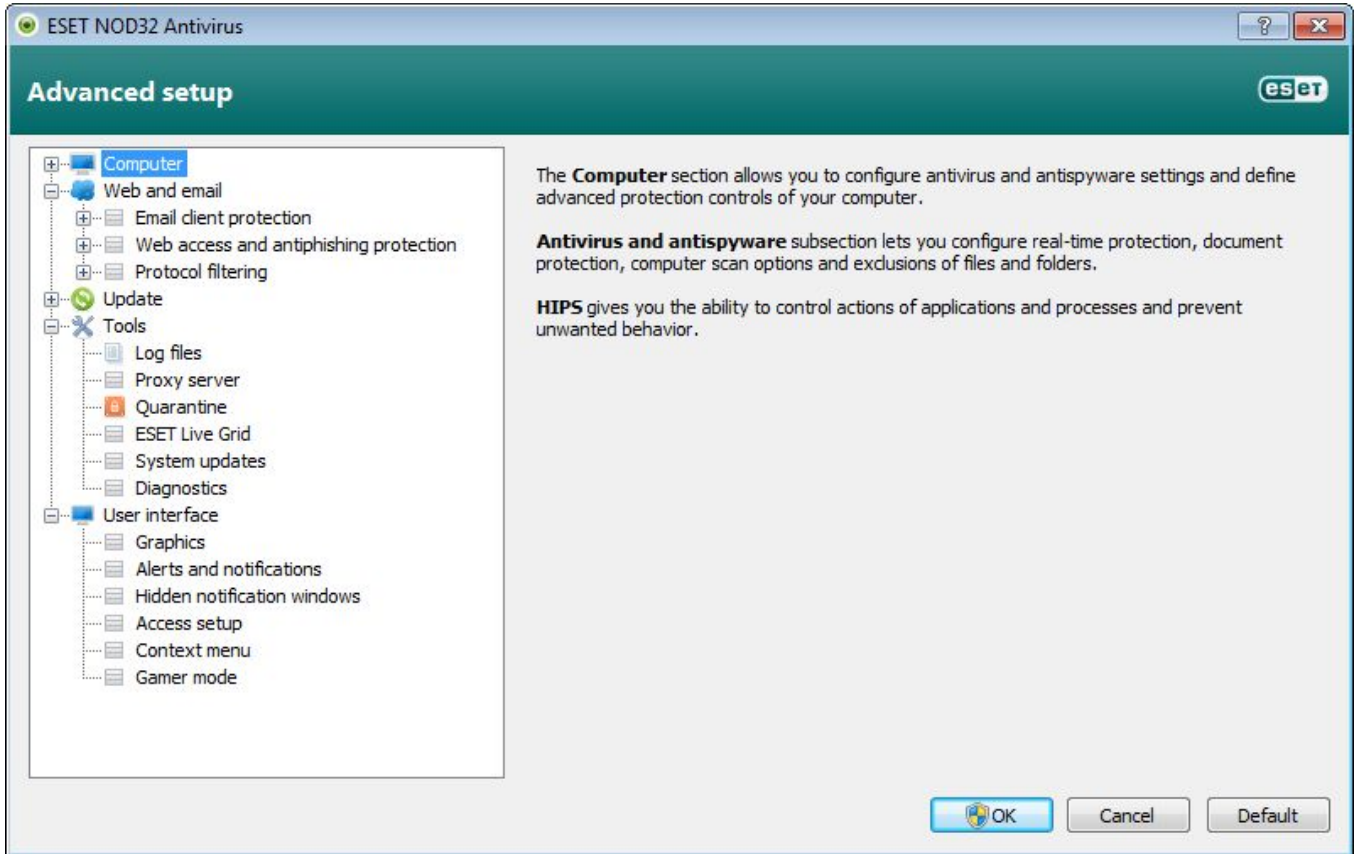 ESET NOD32 Antivirus
Advanced setup
eset
Computer
Web and email
Email client protection
Web access and antiphishing protection
Protocol filtering
Update
Tools
Log files
Proxy server
Quarantine
ESET Live Grid
System updates
Diagnostics
User interface
Graphics
Alerts and notifications
Hidden notification windows
Access setup
Context menu
Gamer mode
The Computer section allows you to configure antivirus and antispyware settings and define
advanced protection controls of your computer.
Antivirus and antispyware subsection lets you configure real-time protection, document
protection, computer scan options and exclusions of files and folders.
HIPS gives you the ability to control actions of applications and processes and prevent
unwanted behavior.
OK Cancel Default